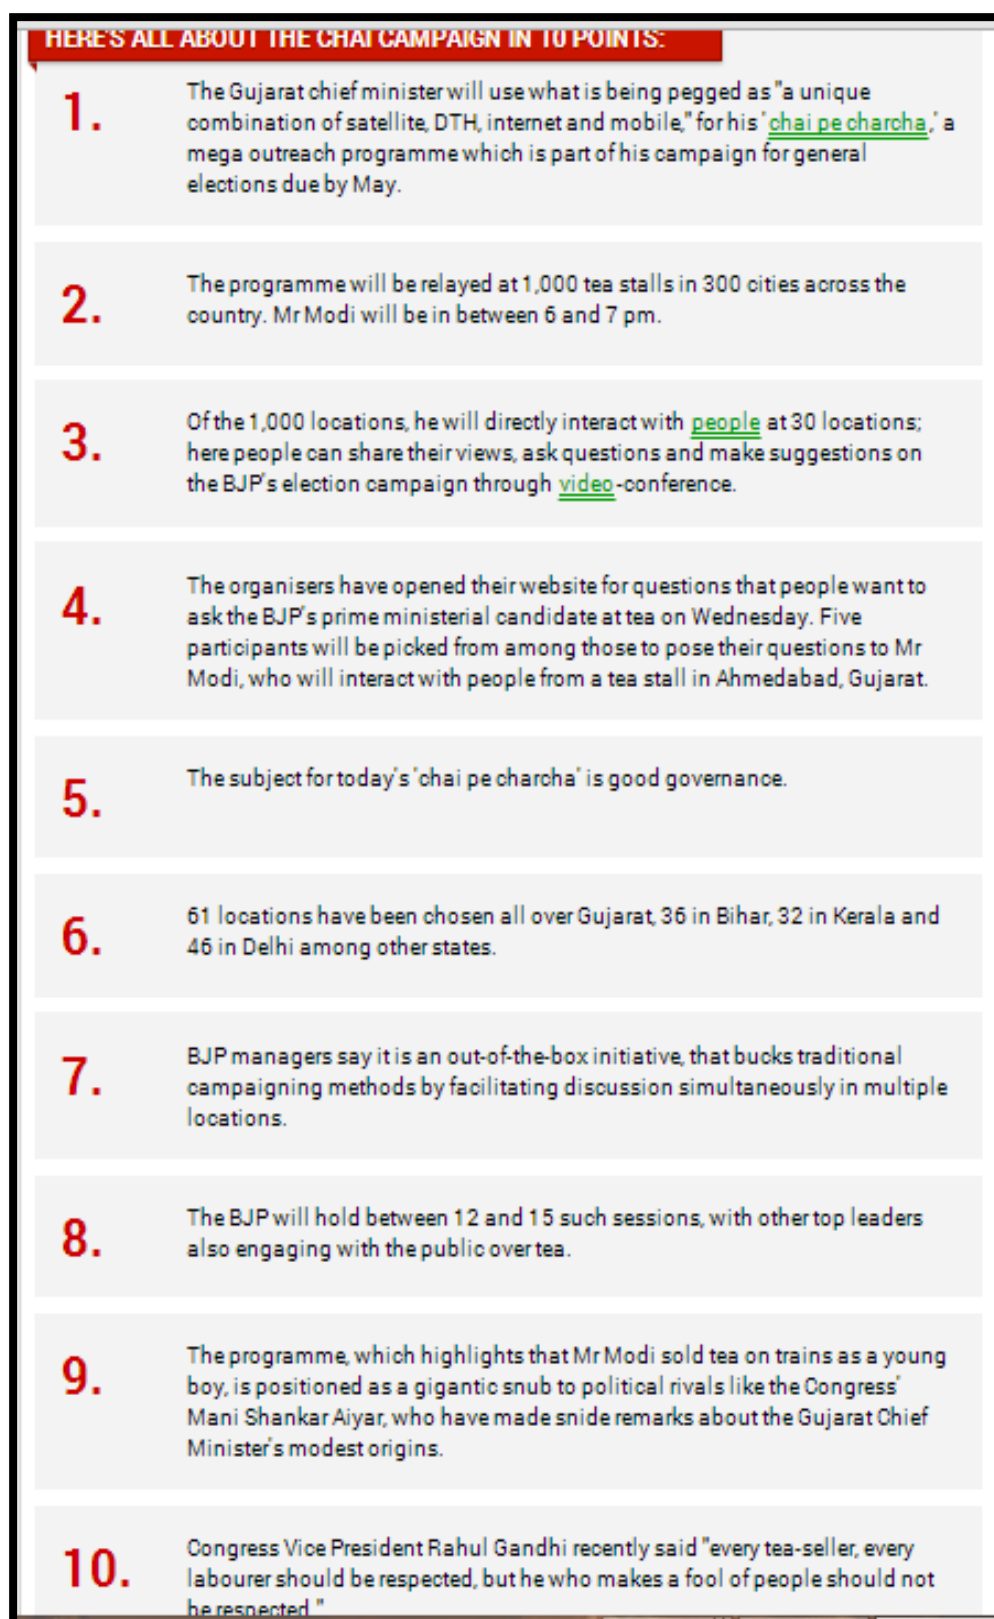 HERE'S ALL ABOUT THE CHAI CAMPAIGN IN 10 POINTS:
1.
The Gujarat chief minister will use what is being pegged as "a unique
combination of satellite, DTH, internet and mobile," for his 'chai pe charcha,' a
mega outreach programme which is part of his campaign for general
elections due by May.
2.
The programme will be relayed at 1,000 tea stalls in 300 cities across the
country. Mr Modi will be in between 6 and 7 pm.
3.
Of the 1,000 locations, he will directly interact with people at 30 locations;
here people can share their views, ask questions and make suggestions on
the BJP's election campaign through video-conference.
4.
The organisers have opened their website for questions that people want to
ask the BJP's prime ministerial candidate at tea on Wednesday. Five
participants will be picked from among those to pose their questions to Mr
Modi, who will interact with people from a tea stall in Ahmedabad, Gujarat.
5.
The subject for today's 'chai pe charcha' is good governance.
6.
61 locations have been chosen all over Gujarat, 36 in Bihar, 32 in Kerala and
46 in Delhi among other states.
7.
BJP managers say it is an out-of-the-box initiative, that bucks traditional
campaigning methods by facilitating discussion simultaneously in multiple
locations.
8.
The BJP will hold between 12 and 15 such sessions, with other top leaders
also engaging with the public over tea.
9.
The programme, which highlights that Mr Modi sold tea on trains as a young
boy, is positioned as a gigantic snub to political rivals like the Congress'
Mani Shankar Aiyar, who have made snide remarks about the Gujarat Chief
Minister's modest origins.
10.
Congress Vice President Rahul Gandhi recently said "every tea-seller, every
labourer should be respected, but he who makes a fool of people should not
be respected."